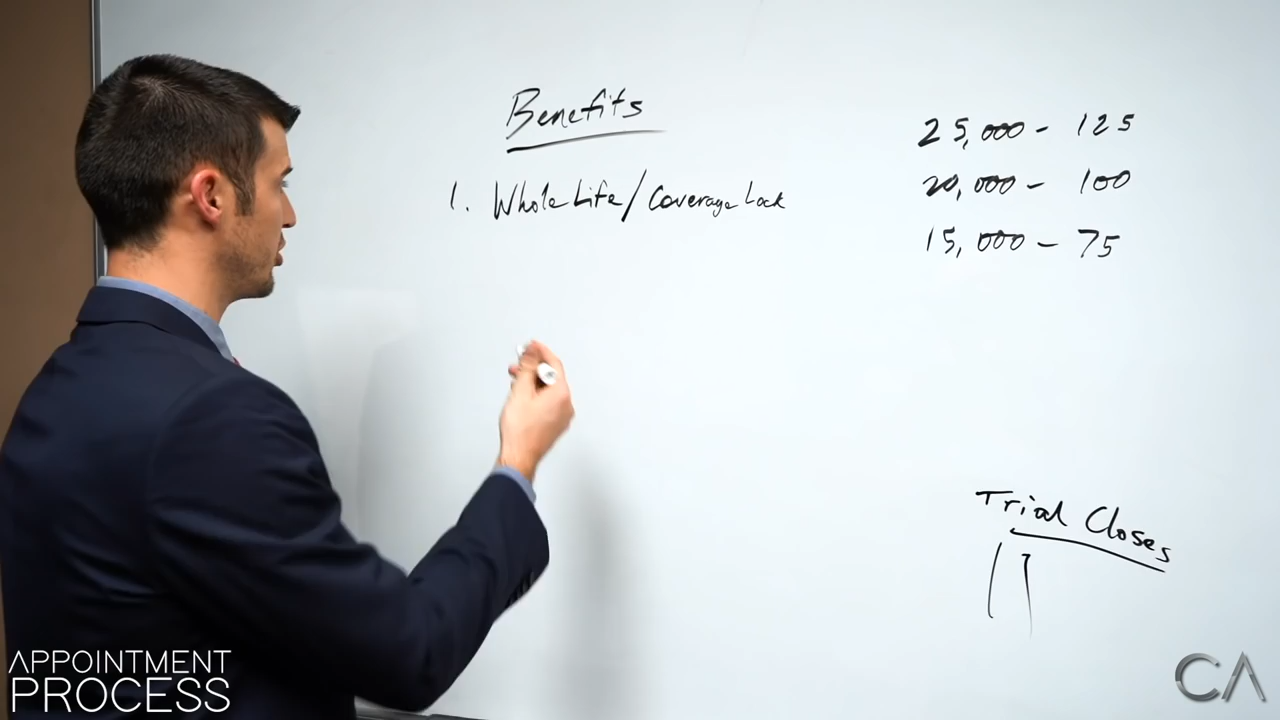 Benefits
1. Whole Life/Coverage Lock
25,000 - 125
20,000 - 100
15,000 - 75
Trial Closes
APPOINTMENT
PROCESS
CA